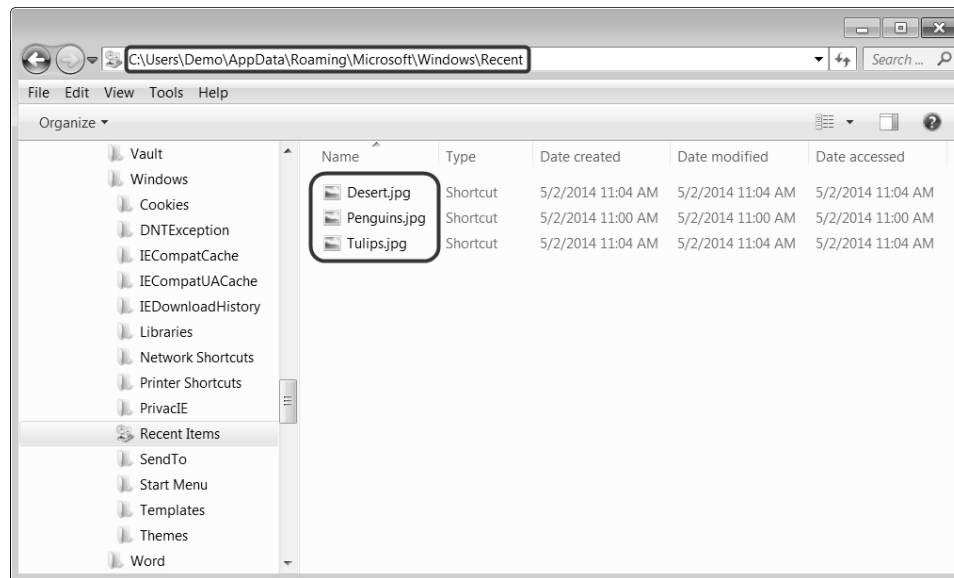 C:\Users\Demo\AppData\Roaming\Microsoft\Windows\Recent
Search ...
File Edit View Tools Help
Organize
Vault
Windows
Cookies
DNTException
IECompatCache
IECompatUACache
IEDownloadHistory
Libraries
Network Shortcuts
Printer Shortcuts
PrivacIE
Recent Items
SendTo
Start Menu
Templates
Themes
Word
Name Type Date created Date modified Date accessed
Desert.jpg Shortcut 5/2/2014 11:04 AM 5/2/2014 11:04 AM 5/2/2014 11:04 AM
Penguins.jpg Shortcut 5/2/2014 11:00 AM 5/2/2014 11:00 AM 5/2/2014 11:00 AM
Tulips.jpg Shortcut 5/2/2014 11:04 AM 5/2/2014 11:04 AM 5/2/2014 11:04 AM